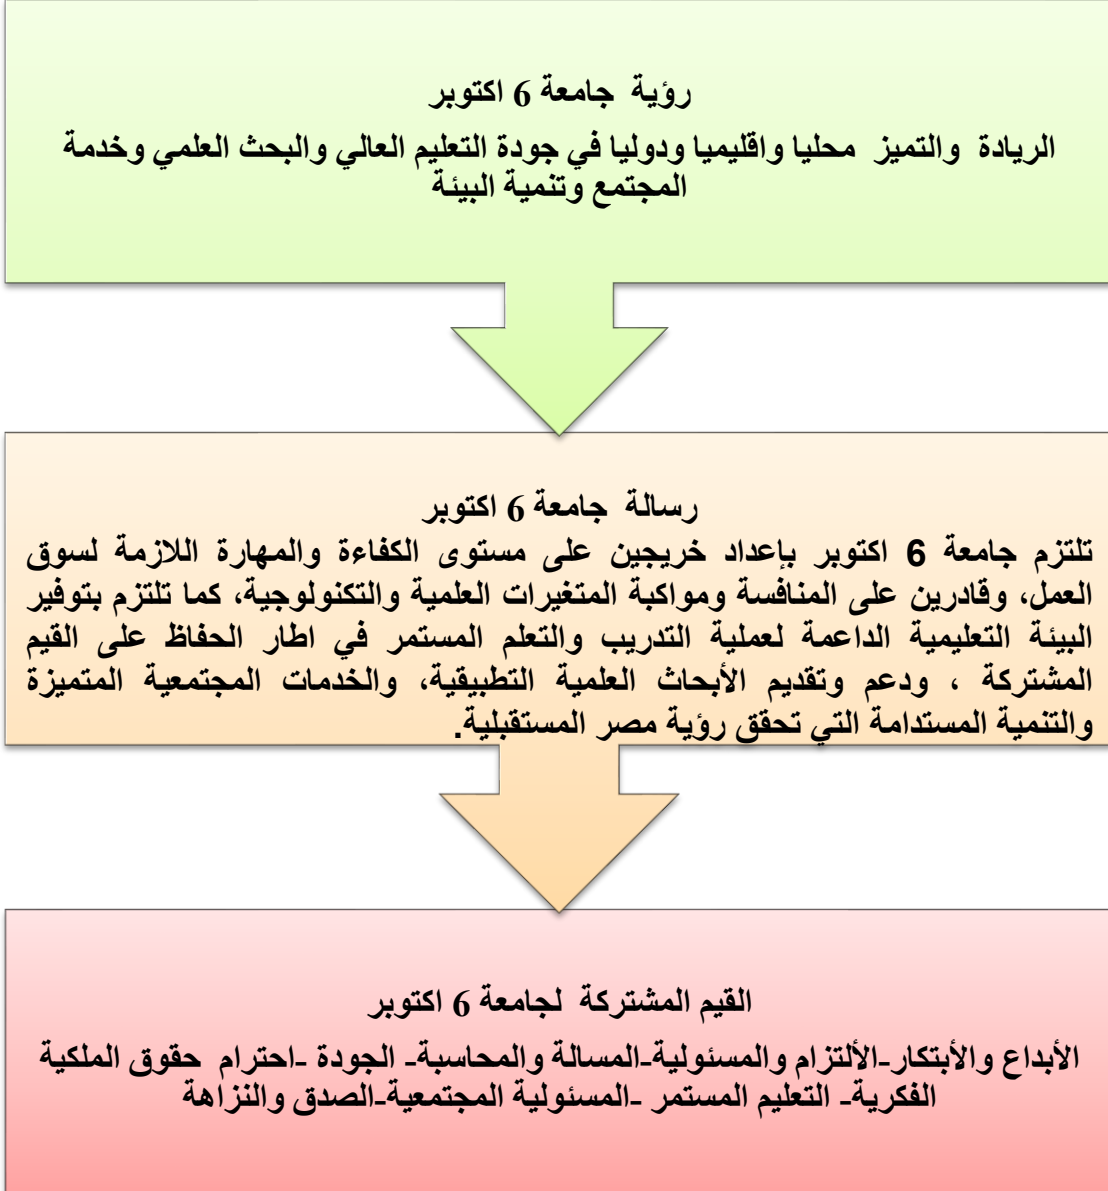 رؤية جامعة 6 اكتوبر
الريادة والتميز محليا واقليميا ودوليا في جودة التعليم العالي والبحث العلمي وخدمة
المجتمع وتنمية البيئة
رسالة جامعة 6 اكتوبر
تلتزم جامعة 6 اكتوبر بإعداد خريجين على مستوى الكفاءة والمهارة اللازمة لسوق
العمل، وقادرين على المنافسة ومواكبة المتغيرات العلمية والتكنولوجية، كما تلتزم بتوفير
البيئة التعليمية الداعمة لعملية التدريب والتعلم المستمر في اطار الحفاظ على القيم
المشتركة ، ودعم وتقديم الأبحاث العلمية التطبيقية، والخدمات المجتمعية المتميزة
والتنمية المستدامة التي تحقق رؤية مصر المستقبلية.
القيم المشتركة لجامعة 6 اكتوبر
الأبداع والأبتكار-الألتزام والمسئولية-المسالة والمحاسبة- الجودة -احترام حقوق الملكية
الفكرية- التعليم المستمر -المسئولية المجتمعية-الصدق والنزاهة